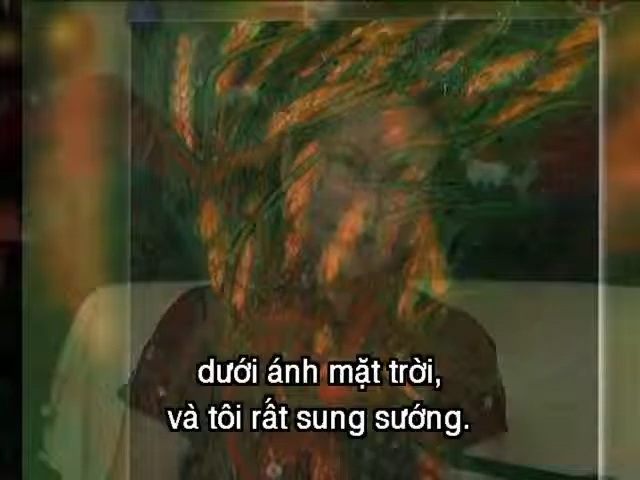 dưới ánh mặt trời,
và tôi rất sung sướng.